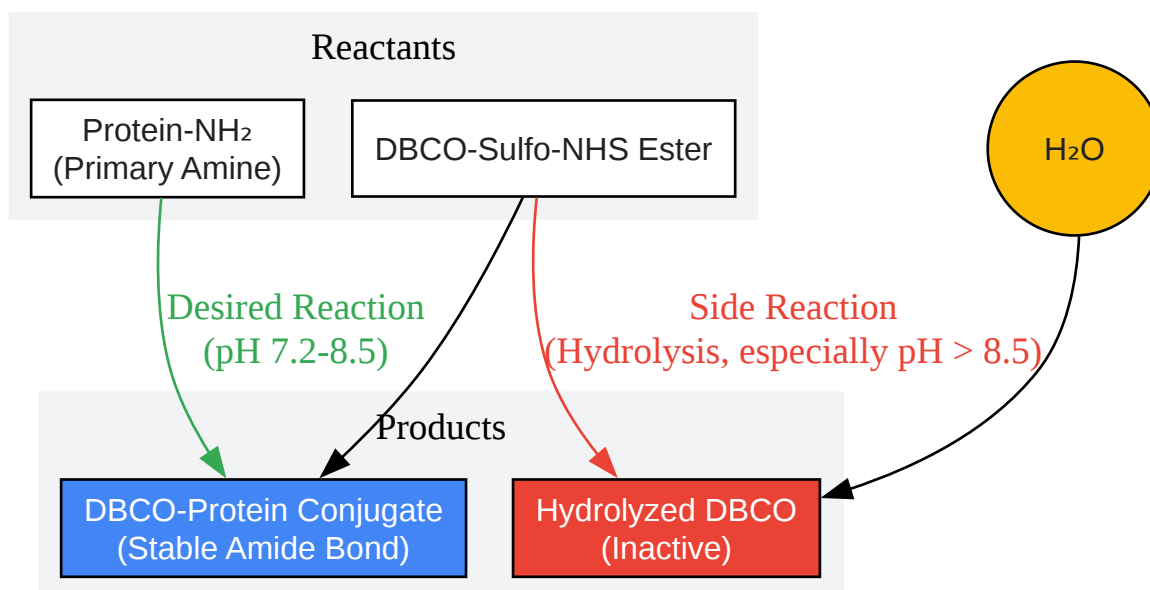 Reactants
Protein-NH₂
(Primary Amine)
DBCO-Sulfo-NHS Ester
H₂O
Desired Reaction
(pH 7.2-8.5)
Side Reaction
(Hydrolysis, especially pH > 8.5)
Products
DBCO-Protein Conjugate
(Stable Amide Bond)
Hydrolyzed DBCO
(Inactive)